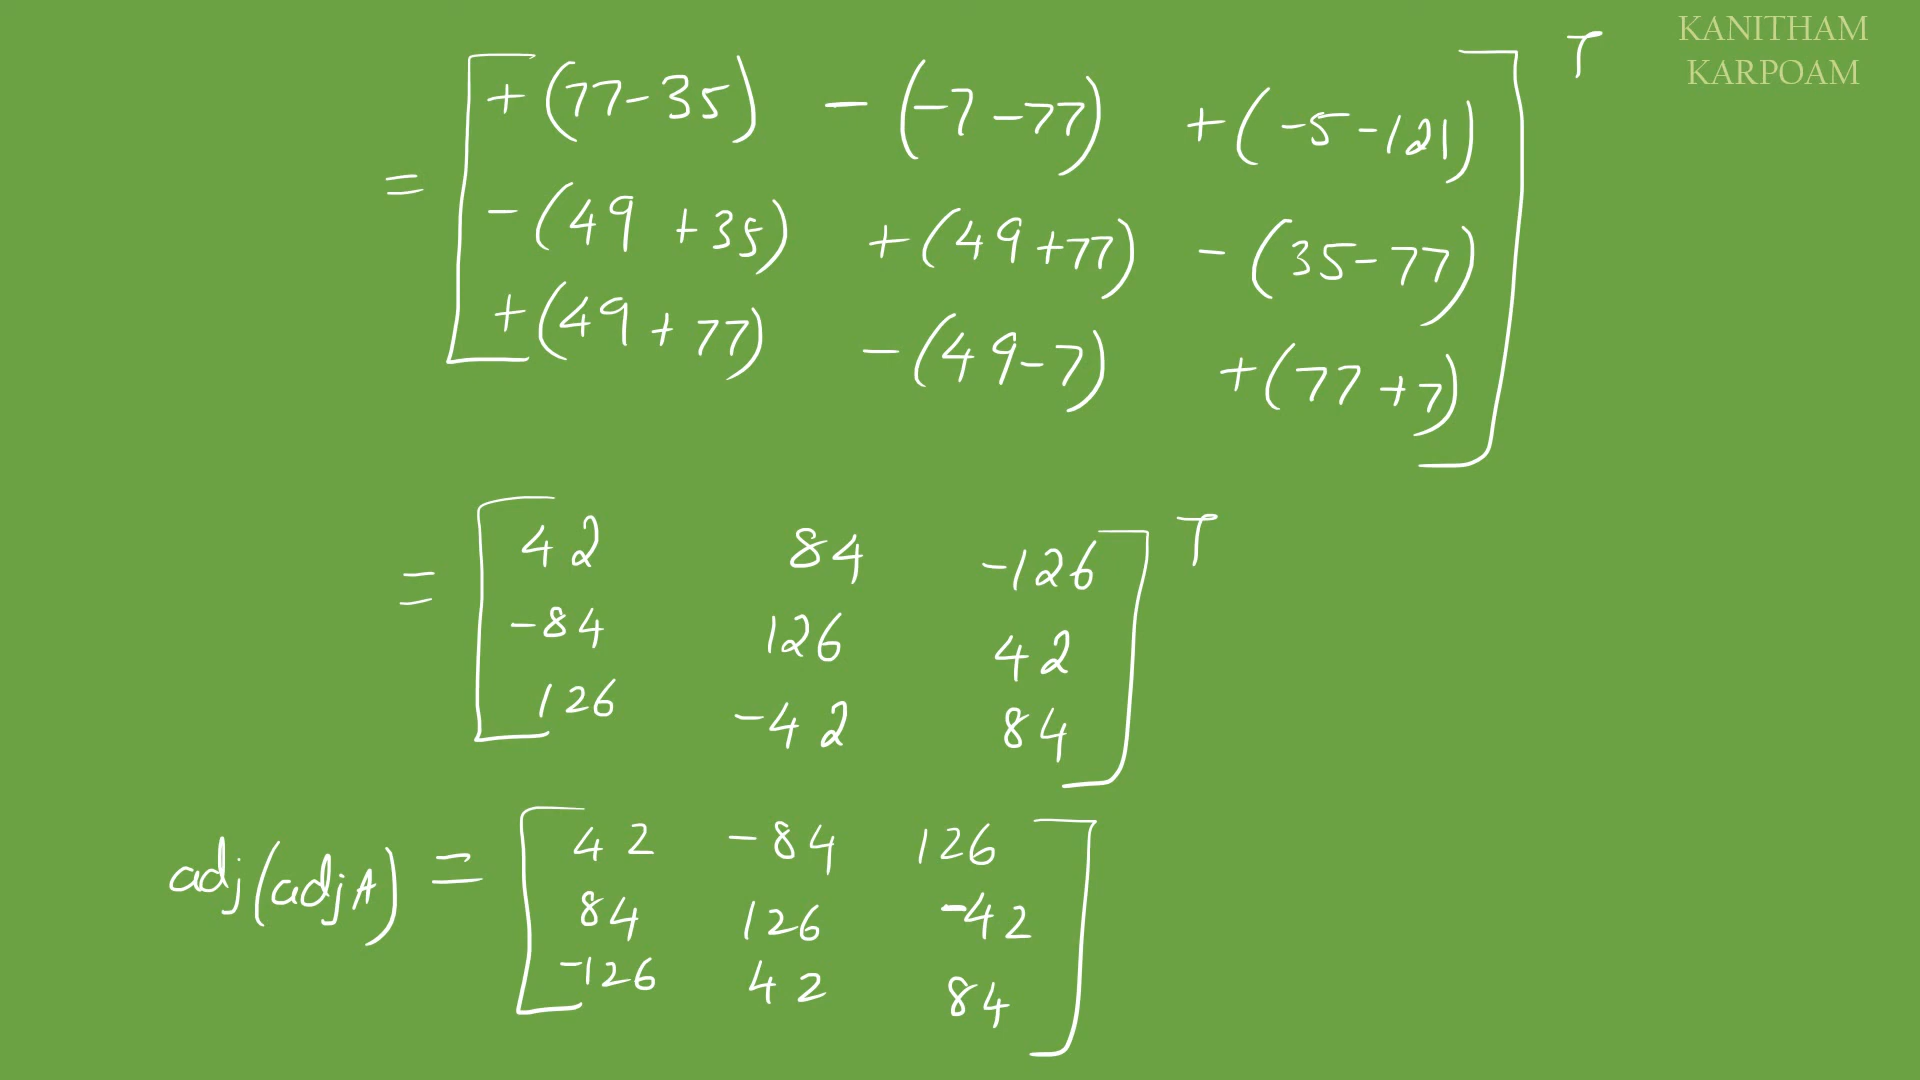 KANITHAM
KARPOAM
= [ +(77-35) -(-7-77) +(-5-121) ] T
-(49+35) +(49+77) -(35-77)
+(49+77) -(49-7) +(77+7)
= [ 42 84 -126 ] T
-84 126 42
126 -42 84
adj(adjA) = [ 42 -84 126 ]
84 126 -42
-126 42 84